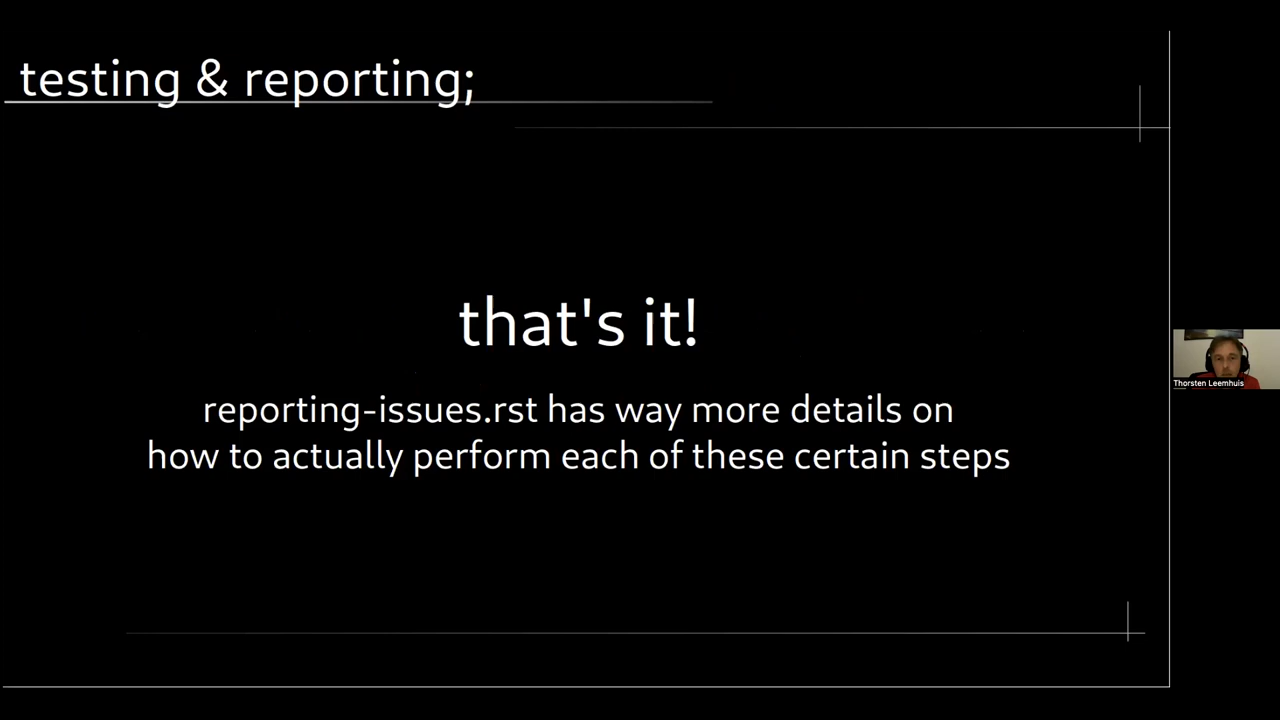 testing & reporting;
that's it!
reporting-issues.rst has way more details on
how to actually perform each of these certain steps
Thorsten Leemhuis